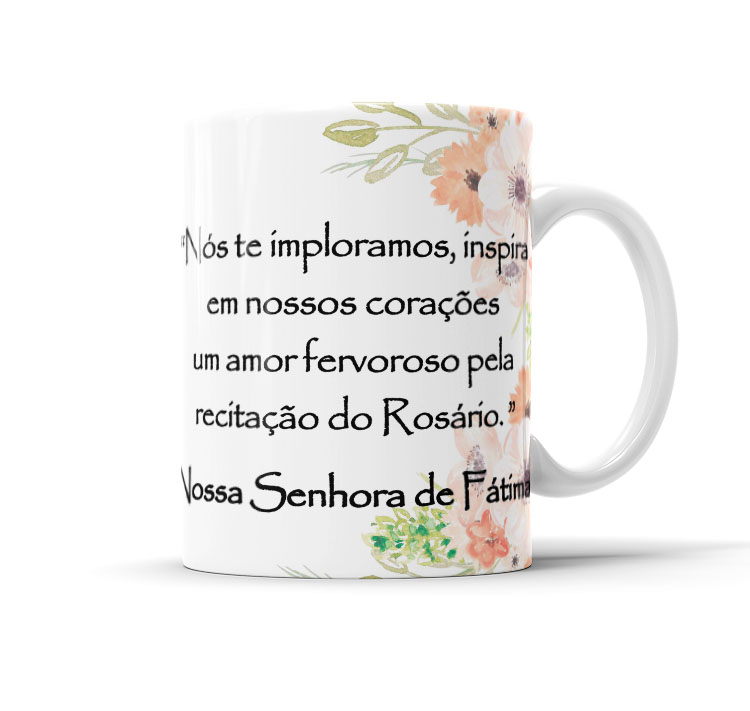 “Nós te imploramos, inspira
em nossos corações
um amor fervoroso pela
recitação do Rosário.”
Nossa Senhora de Fátima